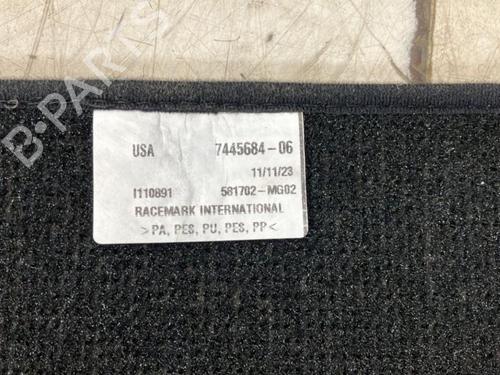 B-PARTS
USA 7445684-06
11/11/23
I110891 581702-MG02
RACEMARK INTERNATIONAL
>PA, PES, PU, PES, PP<